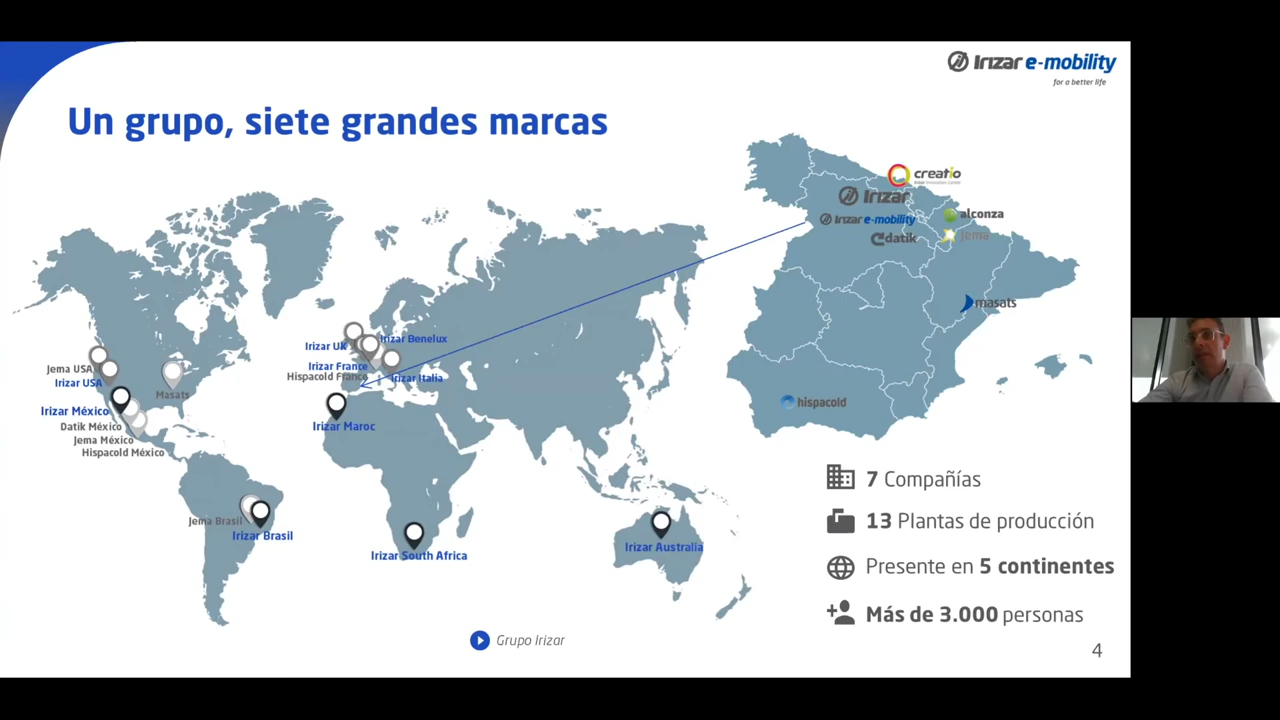 Irizar e-mobility
for a better life
Un grupo, siete grandes marcas
creatio
Irizar Innovation Center
Irizar
Irizar e-mobility
datik
alconza
jema
masats
hispacold
Irizar UK
Irizar Benelux
Irizar France
Hispacold France
Irizar Italia
Jema USA
Irizar USA
Masats
Irizar México
Datik México
Jema México
Hispacold México
Irizar Maroc
Jema Brasil
Irizar Brasil
Irizar South Africa
Irizar Australia
7 Compañías
13 Plantas de producción
Presente en 5 continentes
Más de 3.000 personas
Grupo Irizar
4